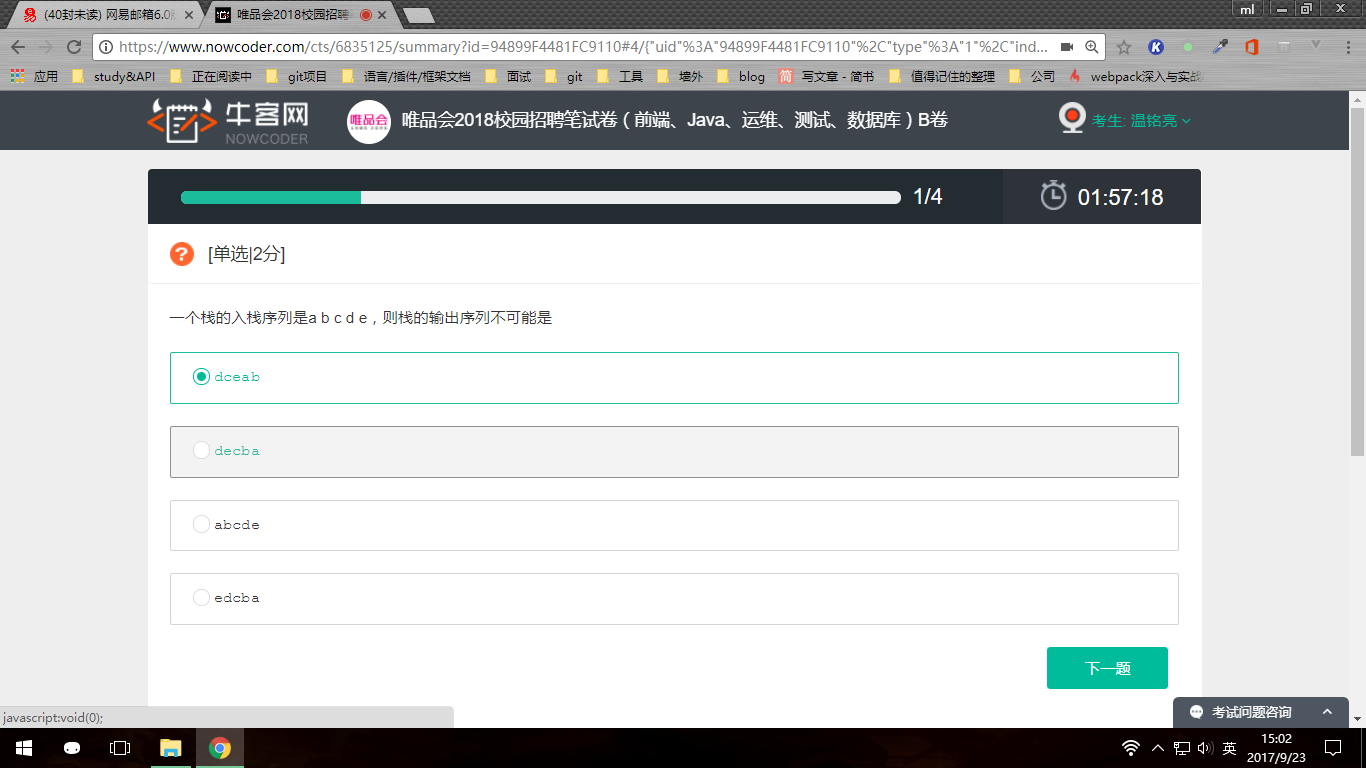 (40封未读) 网易邮箱6.0
唯品会2018校园招聘
ml
https://www.nowcoder.com/cts/6835125/summary?id=94899F4481FC9110#4/{"uid"%3A"94899F4481FC9110"%2C"type"%3A"1"%2C"ind...
应用 study&API 正在阅读中 git项目 语言/插件/框架文档 面试 git 工具 墙外 blog 简 写文章 - 简书 值得记住的整理 公司 webpack深入与实战
牛客网
NOWCODER
唯品会
唯品会2018校园招聘笔试卷（前端、Java、运维、测试、数据库）B卷
考生: 温铭亮
1/4
01:57:18
[单选|2分]
一个栈的入栈序列是a b c d e，则栈的输出序列不可能是
dceab
decba
abcde
edcba
下一题
javascript:void(0);
考试问题咨询
英
15:02
2017/9/23